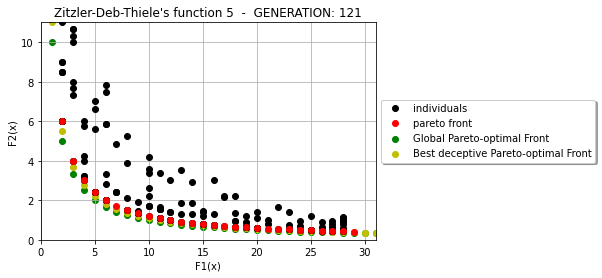 Zitzler-Deb-Thiele's function 5 - GENERATION: 121
F2(x)
10
8
6
4
2
0
0 5 10 15 20 25 30
F1(x)
individuals
pareto front
Global Pareto-optimal Front
Best deceptive Pareto-optimal Front